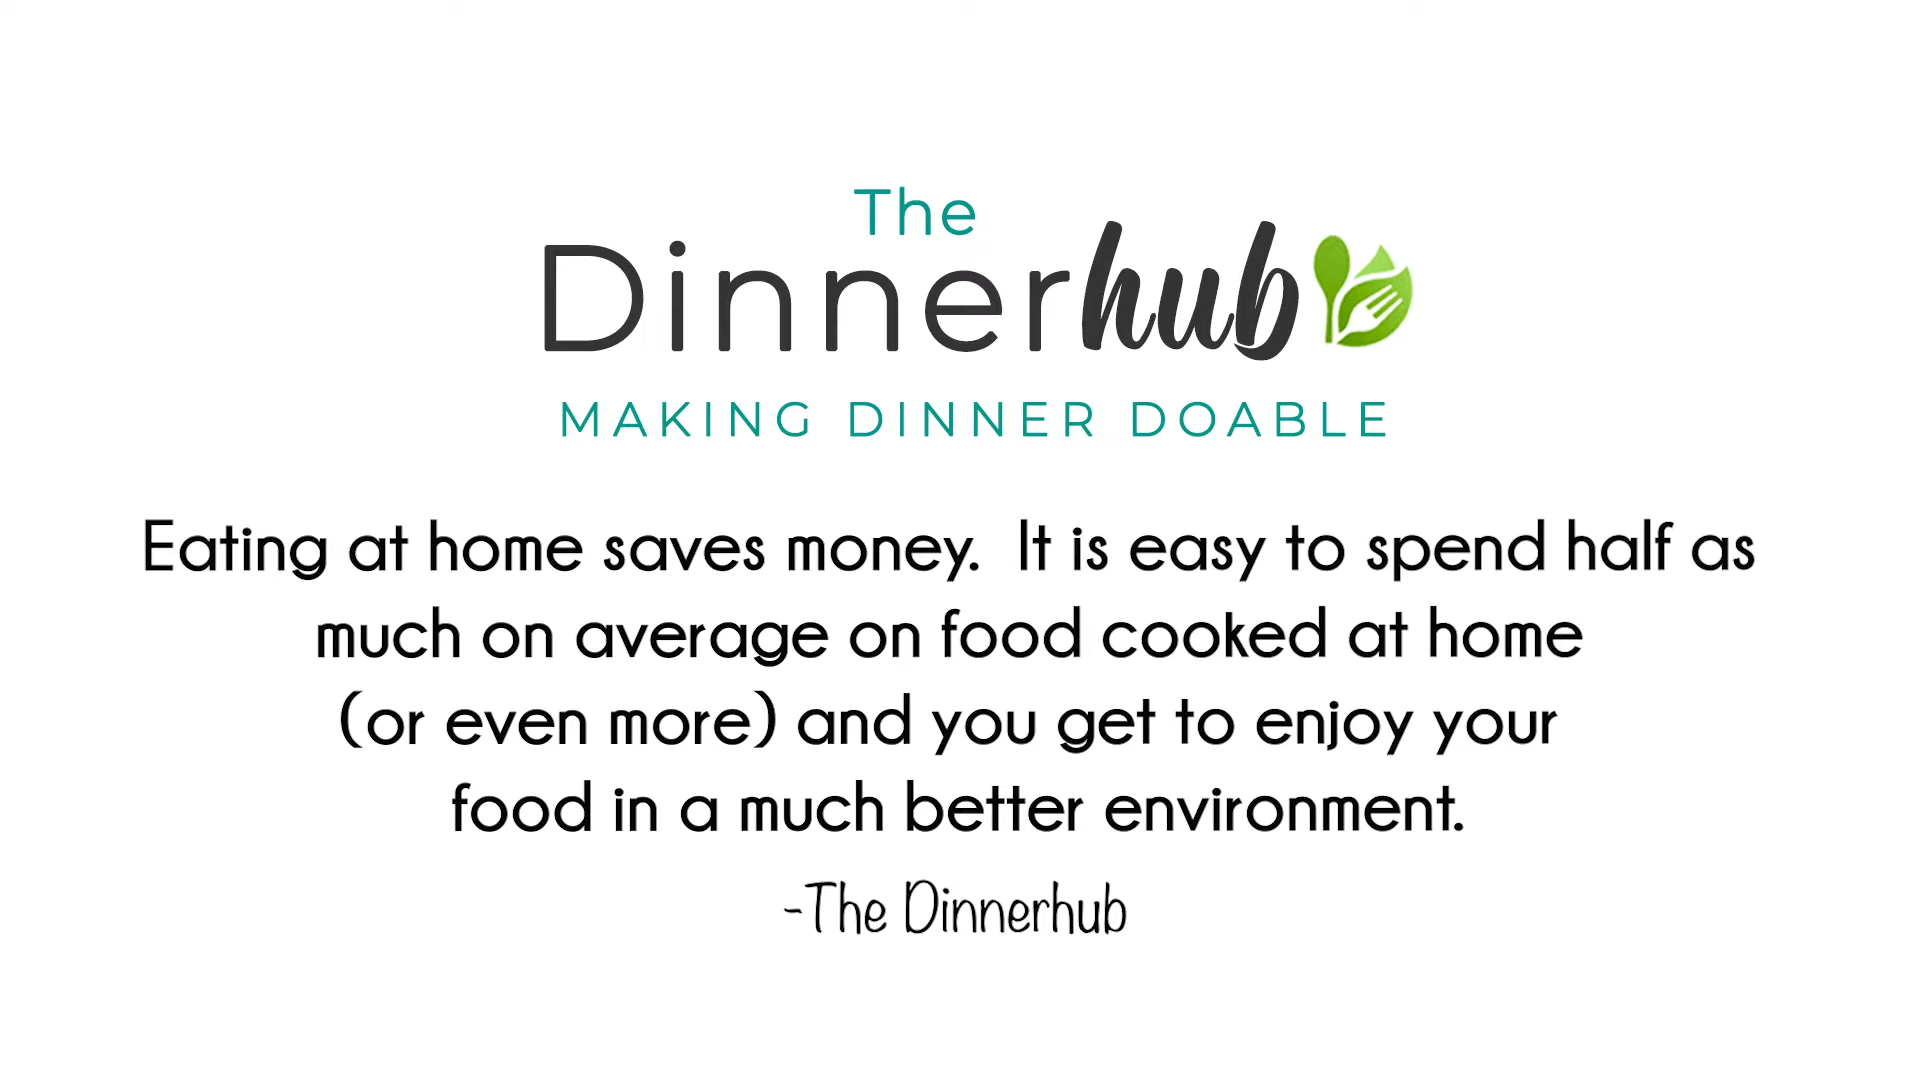 The
Dinnerhub
MAKING DINNER DOABLE
Eating at home saves money.  It is easy to spend half as
much on average on food cooked at home
(or even more) and you get to enjoy your
food in a much better environment.
-The Dinnerhub